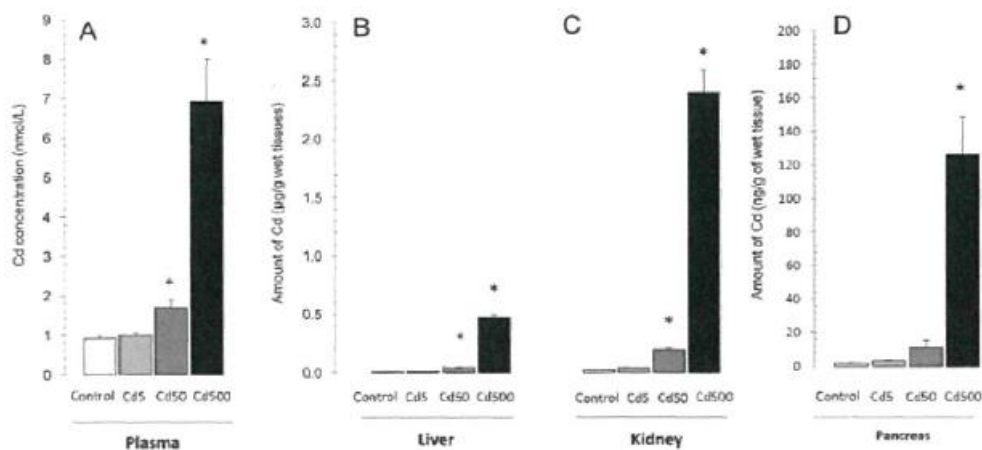 A
Cd concentration (nmol/L)
9
8
7
6
5
4
3
2
1
0
*
*
Control Cd5 Cd50 Cd500
Plasma
B
Amount of Cd (µg/g wet tissues)
3.0
2.5
2.0
1.5
1.0
0.5
0.0
*
*
Control Cd5 Cd50 Cd500
Liver
C
*
*
Control Cd5 Cd50 Cd500
Kidney
D
Amount of Cd (ng/g of wet tissue)
200
180
160
140
120
100
80
60
40
20
0
*
Control Cd5 Cd50 Cd500
Pancreas